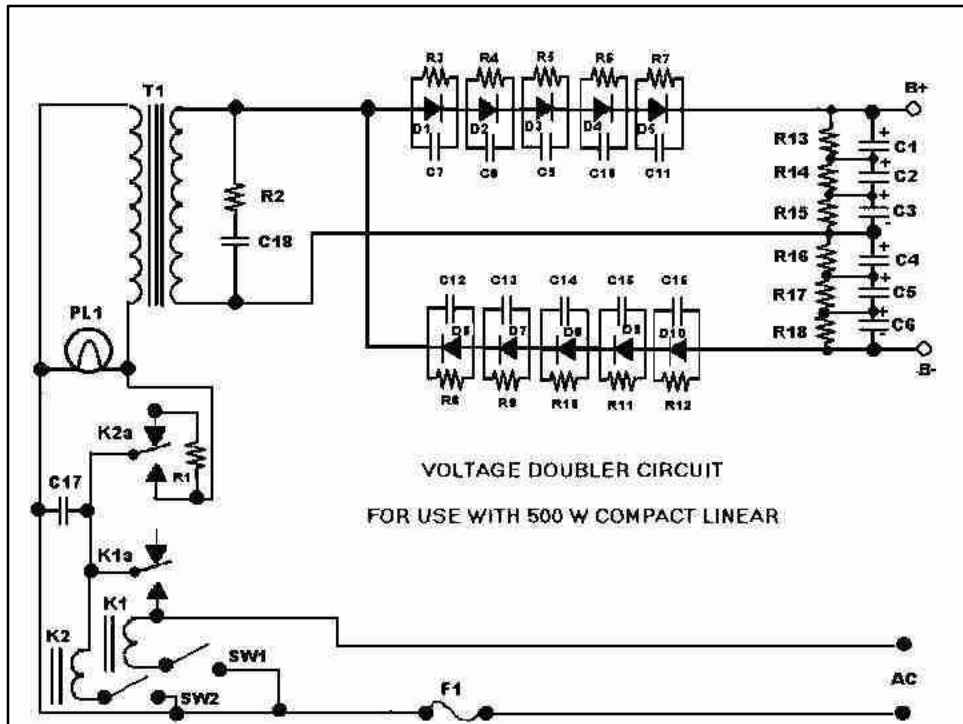 R3 R4 R5 R6 R7
T1
B+
D1 D2 D3 D4 D5
R13 C1
C7 C8 C9 C10 C11
R14 C2
R2
R15 C3
C18
R16 C4
C12 C13 C14 C15 C16
R17 C5
PL1
D7 D9 D10
R18 C6
B-
R8 R9 R10 R11 R12
K2a
R1
VOLTAGE DOUBLER CIRCUIT
C17
FOR USE WITH 500 W COMPACT LINEAR
K1a
K1
K2
SW1
AC
F1
SW2